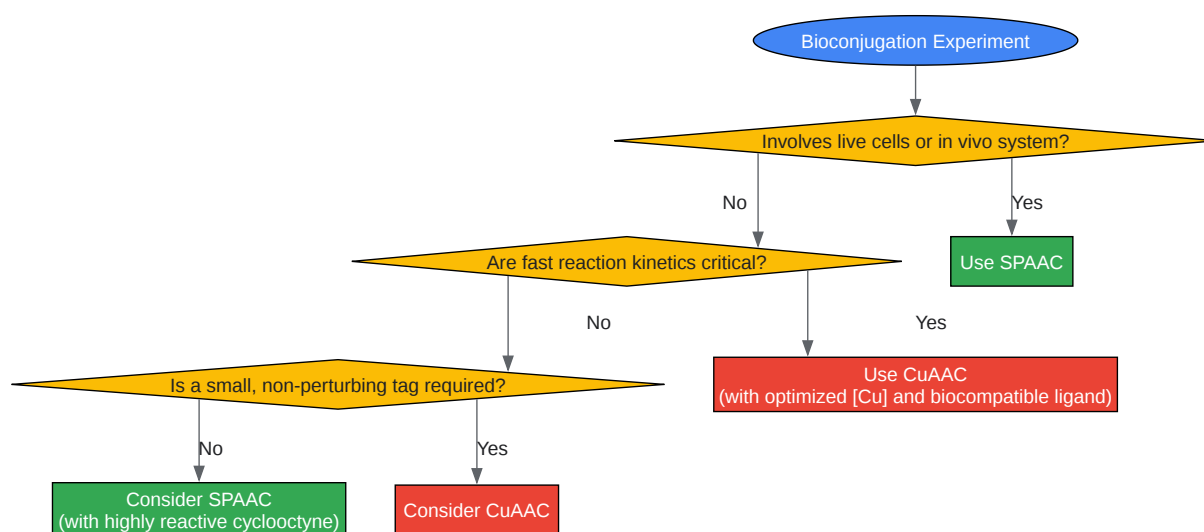 Bioconjugation Experiment
Involves live cells or in vivo system?
No
Yes
Are fast reaction kinetics critical?
Use SPAAC
No
Yes
Is a small, non-perturbing tag required?
Use CuAAC
(with optimized [Cu] and biocompatible ligand)
No
Yes
Consider SPAAC
(with highly reactive cyclooctyne)
Consider CuAAC